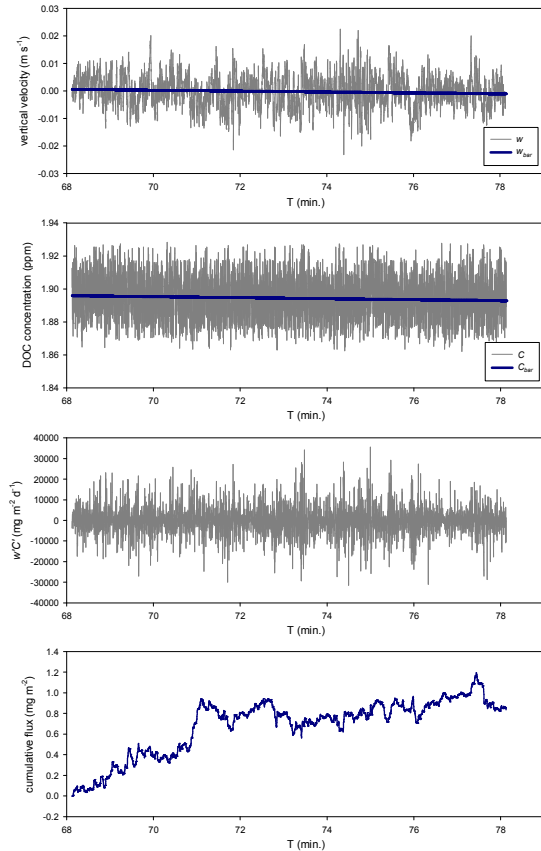 0.03
0.02
0.01
0.00
-0.01
-0.02
-0.03
vertical velocity (m s⁻¹)
w
w_bar
68 70 72 74 76 78
T (min.)
1.94
1.92
1.90
1.88
1.86
1.84
DOC concentration (ppm)
C
C_bar
68 70 72 74 76 78
T (min.)
40000
30000
20000
10000
0
-10000
-20000
-30000
-40000
w'C' (mg m⁻² d⁻¹)
68 70 72 74 76 78
T (min.)
1.4
1.2
1.0
0.8
0.6
0.4
0.2
0.0
-0.2
cumulative flux (mg m⁻²)
68 70 72 74 76 78
T (min.)